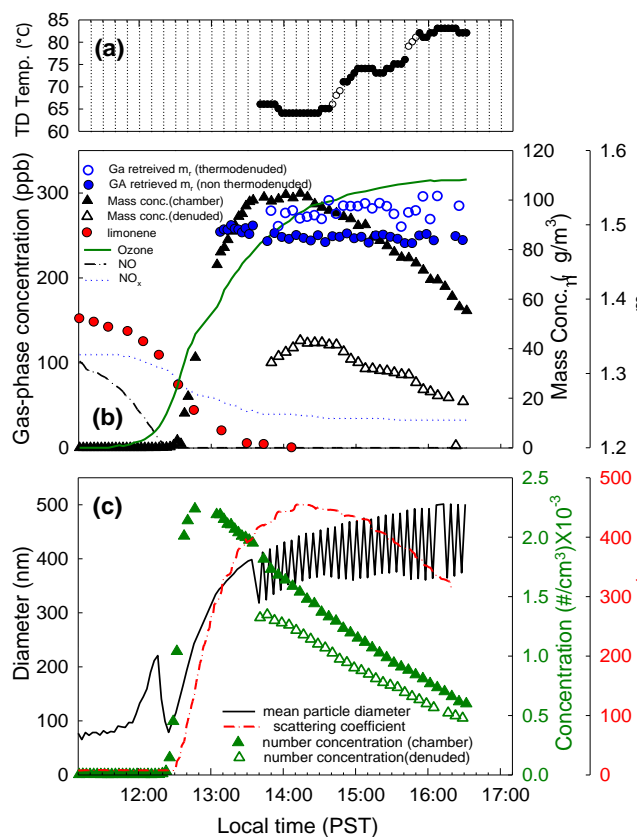 (a)
TD Temp. (°C)
85
80
75
70
65
60
(b)
Gas-phase concentration (ppb)
300
200
100
0
Ga retreived mr (thermodenuded)
GA retrieved mr (non thermodenuded)
Mass conc.(chamber)
Mass conc.(denuded)
limonene
Ozone
NO
NOx
Mass Conc. ( g/m3)
120
100
80
60
40
20
0
1.6
1.5
1.4
1.3
1.2
(c)
Diameter (nm)
500
400
300
200
100
0
mean particle diameter
scattering coefficient
number concentration (chamber)
number concentration(denuded)
Concentration (#/cm3)X10-3
2.5
2.0
1.5
1.0
0.5
0.0
500
400
300
200
100
0
12:00 13:00 14:00 15:00 16:00 17:00
Local time (PST)